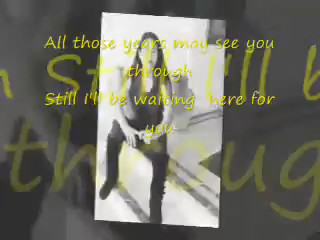 All those years may see you
through
Still I'll be waiting here for
you